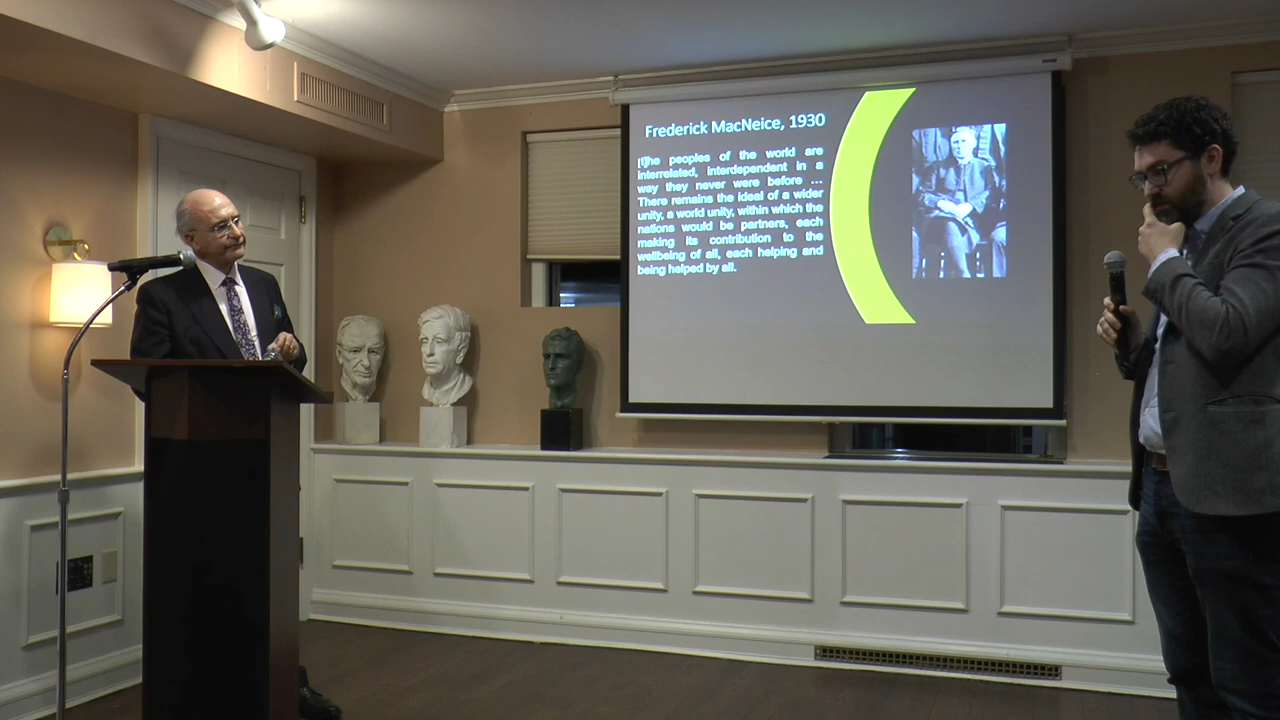 Frederick MacNeice, 1930
[t]he peoples of the world are
interrelated, interdependent in a
way they never were before ...
There remains the ideal of a wider
unity, a world unity, within which the
nations would be partners, each
making its contribution to the
wellbeing of all, each helping and
being helped by all.